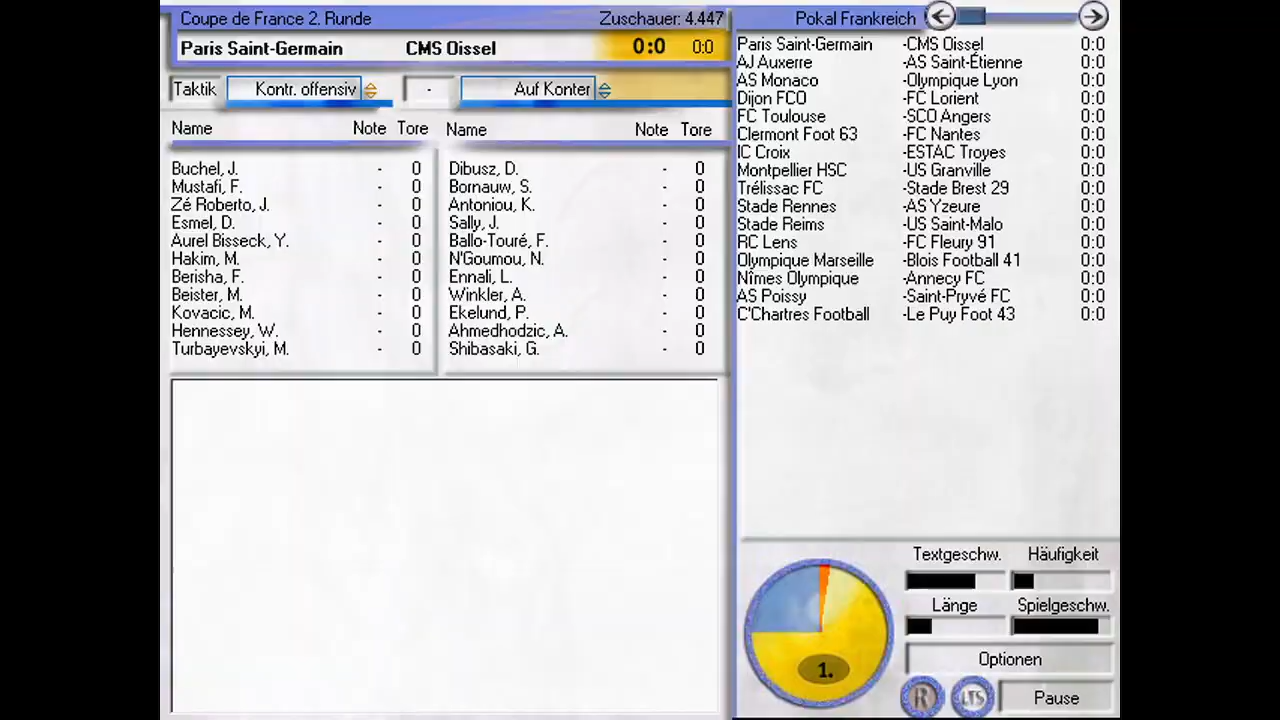 Coupe de France 2. Runde Zuschauer: 4.447
Paris Saint-Germain CMS Oissel 0:0 0:0
Taktik Kontr. offensiv - Auf Konter
Name Note Tore Name Note Tore
Buchel, J. - 0 Dibusz, D. - 0
Mustafi, F. - 0 Bornauw, S. - 0
Zé Roberto, J. - 0 Antoniou, K. - 0
Esmel, D. - 0 Sally, J. - 0
Aurel Bisseck, Y. - 0 Ballo-Touré, F. - 0
Hakim, M. - 0 N'Goumou, N. - 0
Berisha, F. - 0 Ennali, L. - 0
Beister, M. - 0 Winkler, A. - 0
Kovacic, M. - 0 Ekelund, P. - 0
Hennessey, W. - 0 Ahmedhodzic, A. - 0
Turbayevskyi, M. - 0 Shibasaki, G. - 0
Pokal Frankreich
Paris Saint-Germain -CMS Oissel 0:0
AJ Auxerre -AS Saint-Étienne 0:0
AS Monaco -Olympique Lyon 0:0
Dijon FCO -FC Lorient 0:0
FC Toulouse -SCO Angers 0:0
Clermont Foot 63 -FC Nantes 0:0
IC Croix -ESTAC Troyes 0:0
Montpellier HSC -US Granville 0:0
Trélissac FC -Stade Brest 29 0:0
Stade Rennes -AS Yzeure 0:0
Stade Reims -US Saint-Malo 0:0
RC Lens -FC Fleury 91 0:0
Olympique Marseille -Blois Football 41 0:0
Nîmes Olympique -Annecy FC 0:0
AS Poissy -Saint-Pryvé FC 0:0
C'Chartres Football -Le Puy Foot 43 0:0
Textgeschw. Häufigkeit
Länge Spielgeschw.
1.
Optionen
R LTS Pause